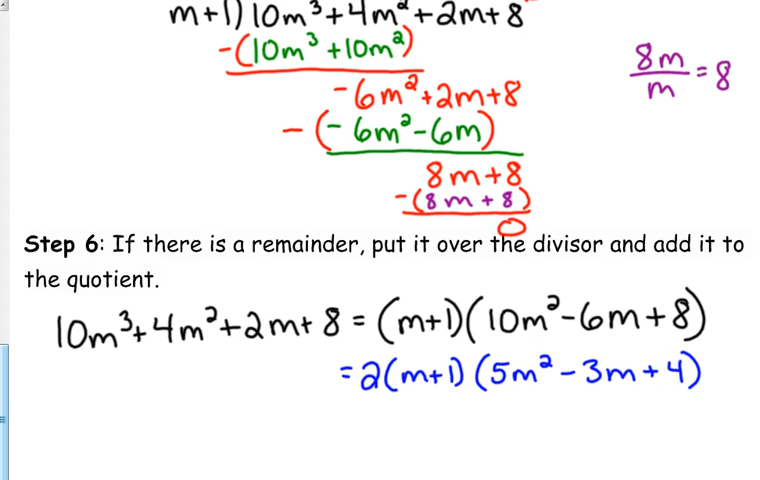 m+1)10m³+4m²+2m+8
-(10m³+10m²)
8m/m=8
-6m²+2m+8
-(-6m²-6m)
8m+8
-(8m+8)
0
Step 6: If there is a remainder, put it over the divisor and add it to
the quotient.
10m³+4m²+2m+8=(m+1)(10m²-6m+8)
=2(m+1)(5m²-3m+4)